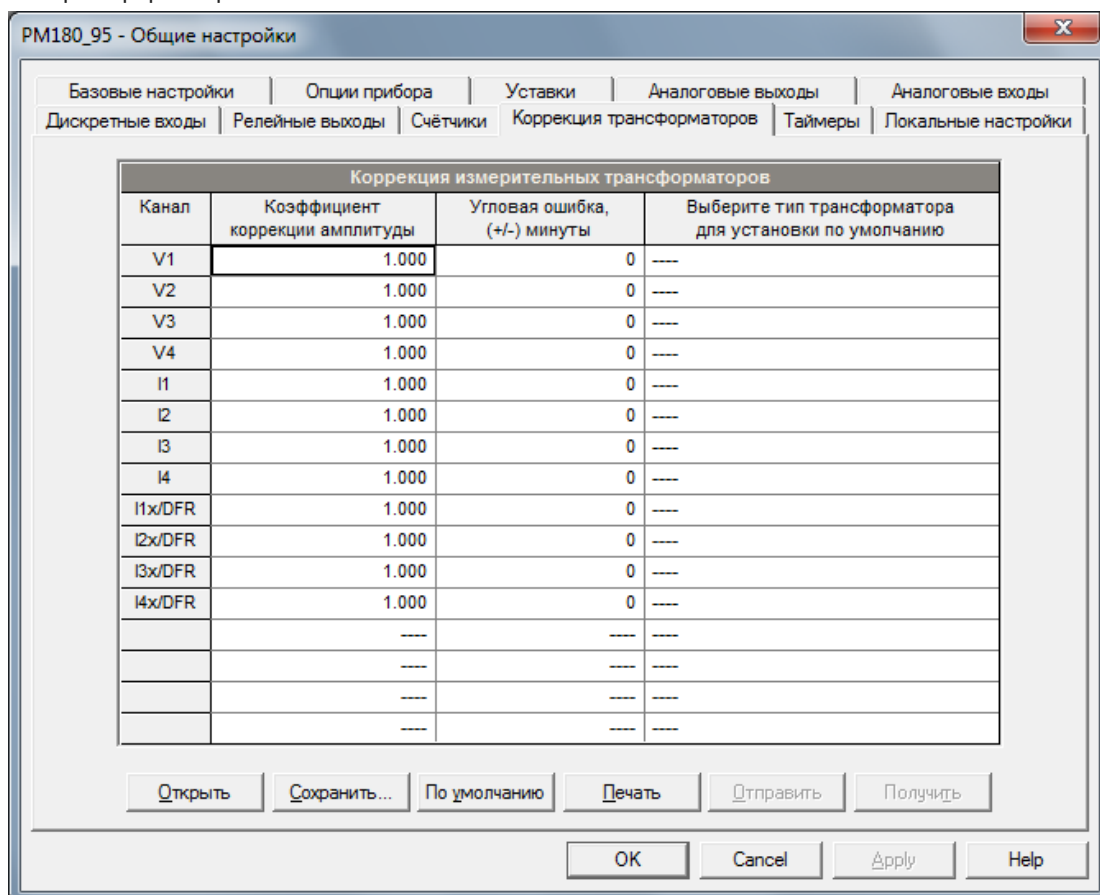 PM180_95 - Общие настройки
Базовые настройки Опции прибора Уставки Аналоговые выходы Аналоговые входы
Дискретные входы Релейные выходы Счётчики Коррекция трансформаторов Таймеры Локальные настройки
Коррекция измерительных трансформаторов
Канал Коэффициент коррекции амплитуды Угловая ошибка, (+/-) минуты Выберите тип трансформатора для установки по умолчанию
V1 1.000 0 ----
V2 1.000 0 ----
V3 1.000 0 ----
V4 1.000 0 ----
I1 1.000 0 ----
I2 1.000 0 ----
I3 1.000 0 ----
I4 1.000 0 ----
I1x/DFR 1.000 0 ----
I2x/DFR 1.000 0 ----
I3x/DFR 1.000 0 ----
I4x/DFR 1.000 0 ----
---- ---- ----
---- ---- ----
---- ---- ----
---- ---- ----
Открыть Сохранить... По умолчанию Печать Отправить Получить
OK Cancel Apply Help